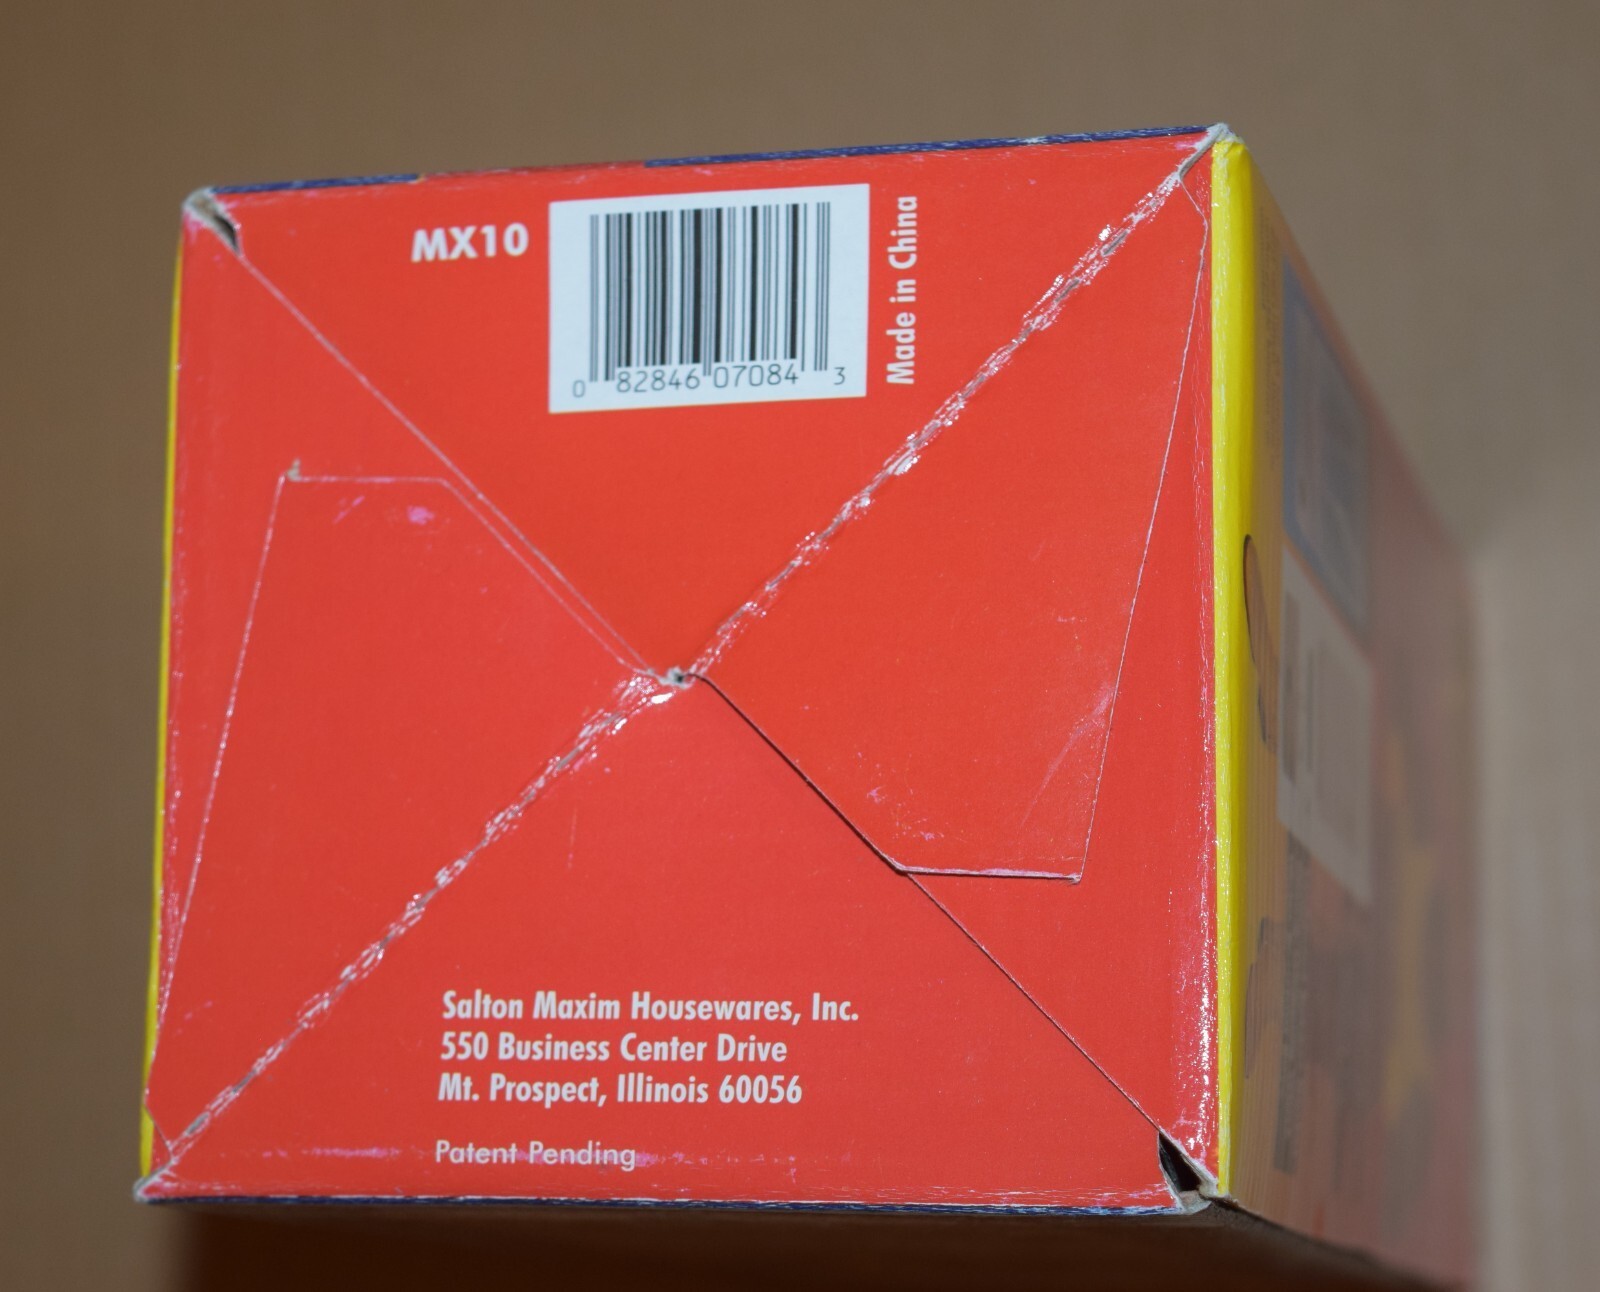 MX10
0 82846 07084 3
Made in China
Salton Maxim Housewares, Inc.
550 Business Center Drive
Mt. Prospect, Illinois 60056
Patent Pending